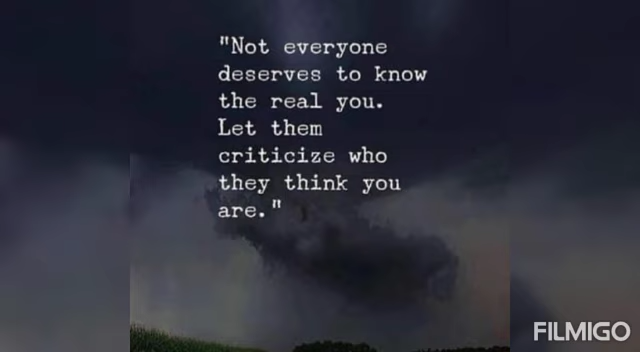 "Not everyone
deserves to know
the real you.
Let them
criticize who
they think you
are."
FILMIGO